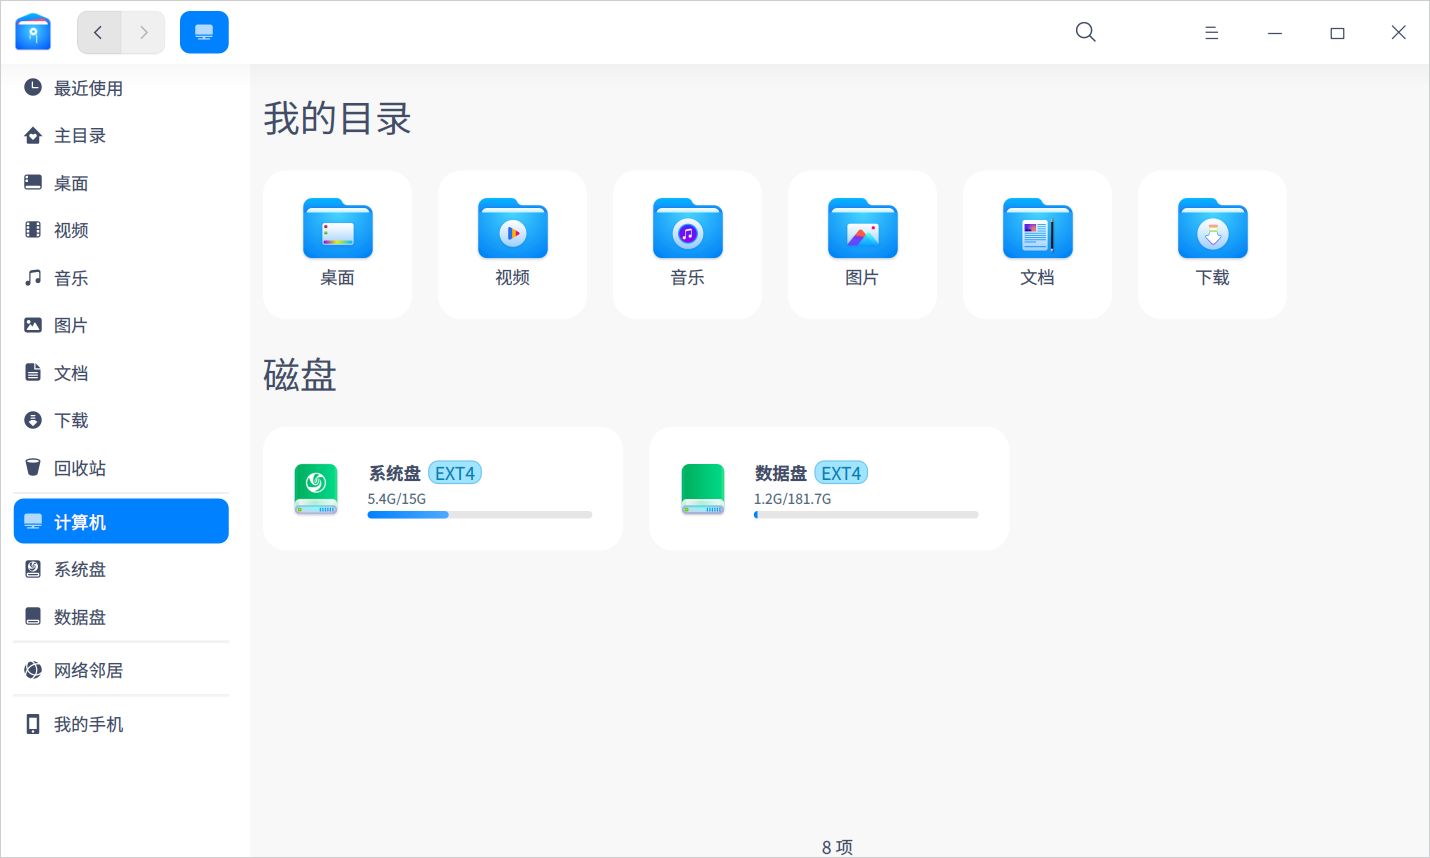 最近使用
主目录
桌面
视频
音乐
图片
文档
下载
回收站
计算机
系统盘
数据盘
网络邻居
我的手机
我的目录
桌面
视频
音乐
图片
文档
下载
磁盘
系统盘 EXT4
5.4G/15G
数据盘 EXT4
1.2G/181.7G
8 项